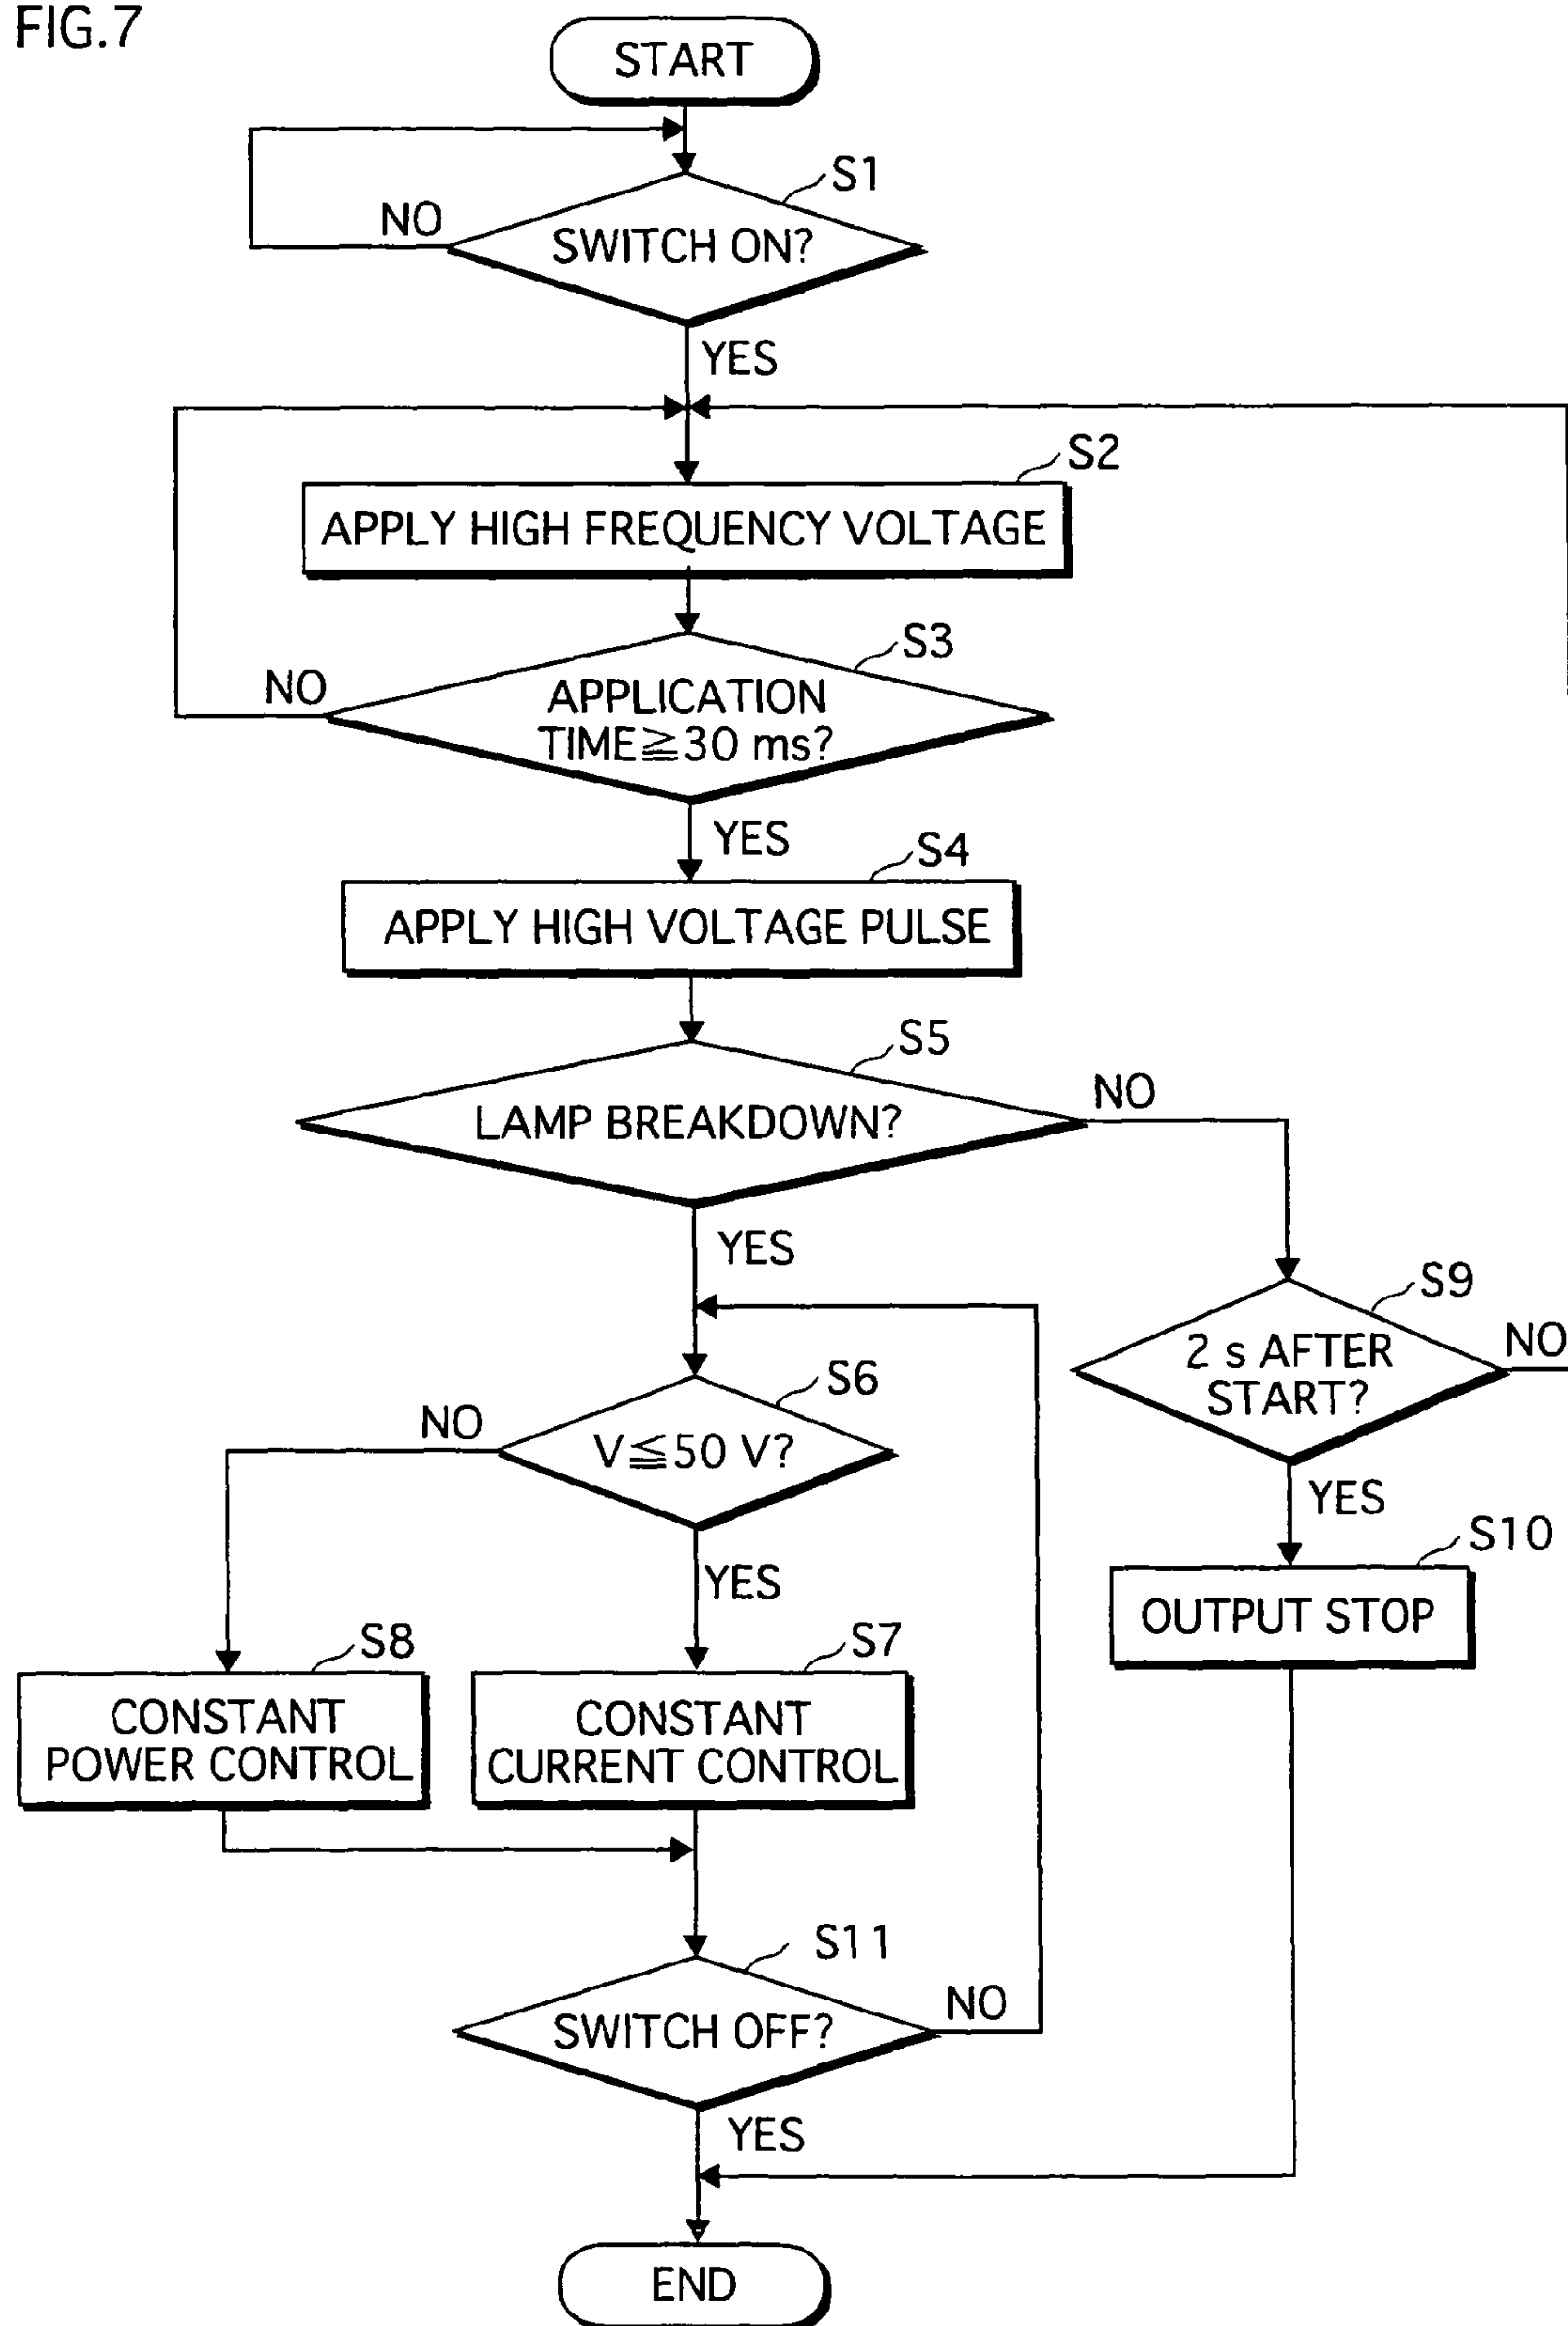 FIG.7
START
S1
NO
SWITCH ON?
YES
S2
APPLY HIGH FREQUENCY VOLTAGE
S3
NO
APPLICATION
TIME≧30 ms?
YES
S4
APPLY HIGH VOLTAGE PULSE
S5
NO
LAMP BREAKDOWN?
YES
S9
NO
2 s AFTER
START?
S6
NO
V≦50 V?
YES
S10
YES
OUTPUT STOP
S8
S7
CONSTANT
POWER CONTROL
CONSTANT
CURRENT CONTROL
S11
NO
SWITCH OFF?
YES
END